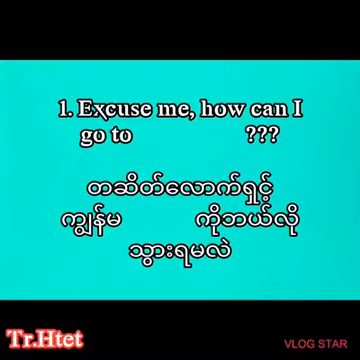 1. Excuse me, how can I
go to ???
တဆိတ်လောက်ရှင့်
ကျွန်မ ကိုဘယ်လို
သွားရမလဲ
Tr.Htet
VLOG STAR